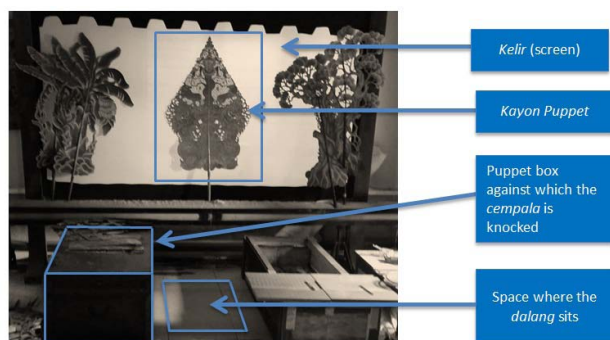 Kelir (screen)
Kayon Puppet
Puppet box
against which the
cempala is
knocked
Space where the
dalang sits